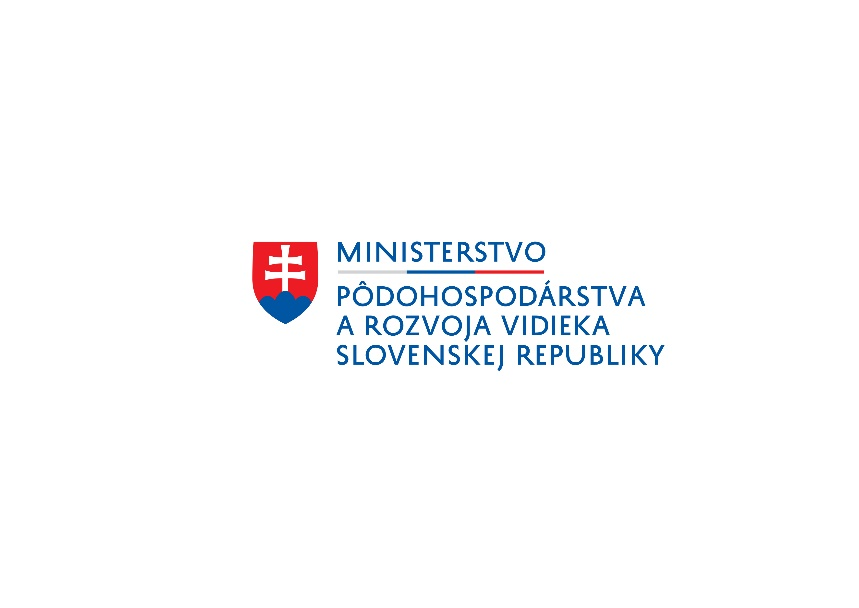 MINISTERSTVO
PÔDOHOSPODÁRSTVA
A ROZVOJA VIDIEKA
SLOVENSKEJ REPUBLIKY